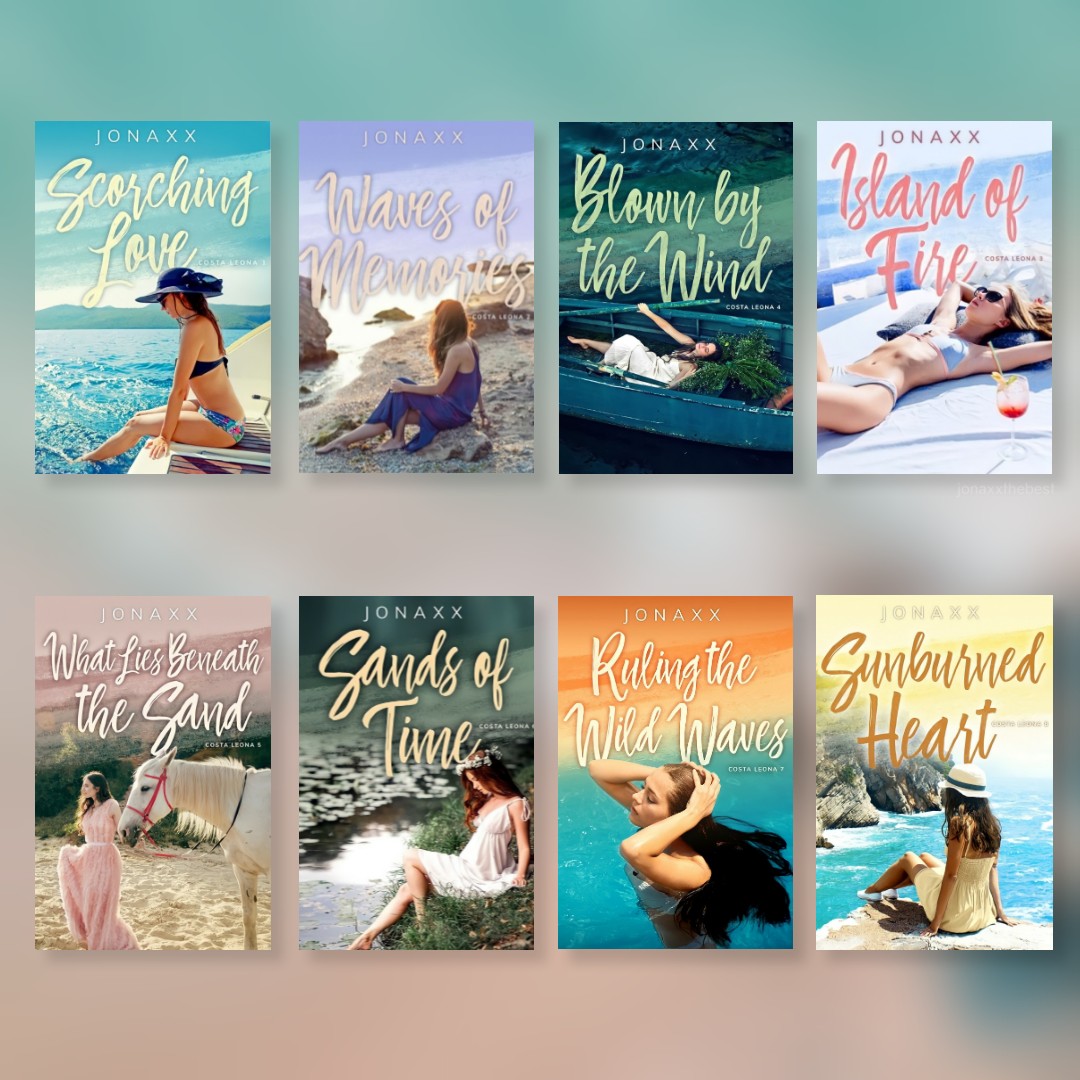 JONAXX
Scorching
Love
COSTA LEONA 1
JONAXX
Waves of
Memories
COSTA LEONA 2
JONAXX
Blown by
the Wind
COSTA LEONA 4
JONAXX
Island of
Fire
COSTA LEONA 3
jonaxxthebest
JONAXX
What Lies Beneath
the Sand
COSTA LEONA 5
JONAXX
Sands of
Time
COSTA LEONA
JONAXX
Ruling the
Wild Waves
COSTA LEONA 7
JONAXX
Sunburned
Heart
COSTA LEONA 8